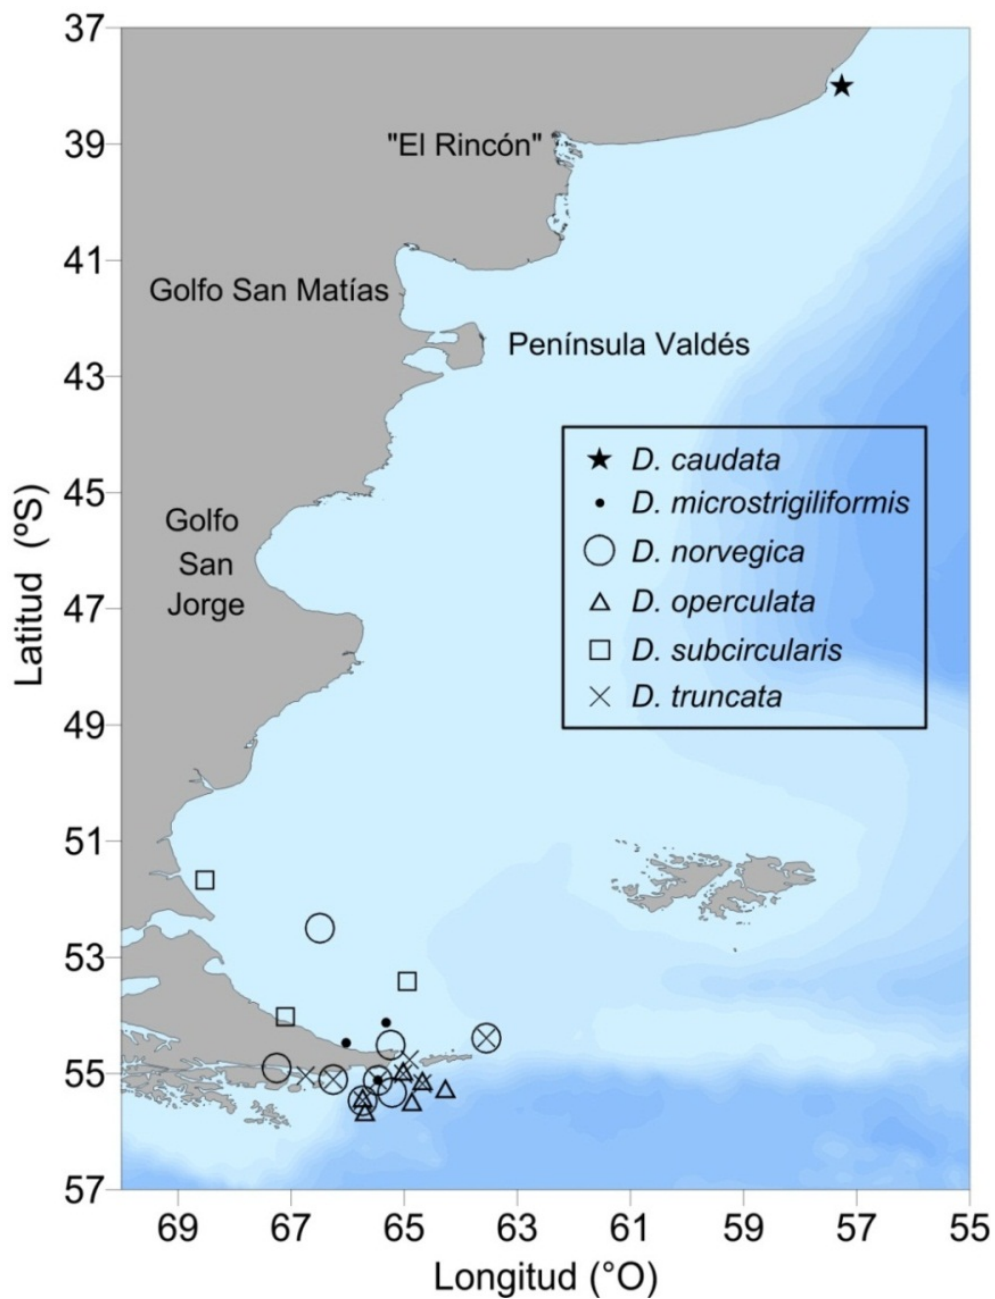 37
39
41
43
45
47
49
51
53
55
57
Latitud (ºS)
"El Rincón"
Golfo San Matías
Península Valdés
Golfo
San
Jorge
D. caudata
D. microstrigiliformis
D. norvegica
D. operculata
D. subcircularis
D. truncata
69 67 65 63 61 59 57 55
Longitud (°O)